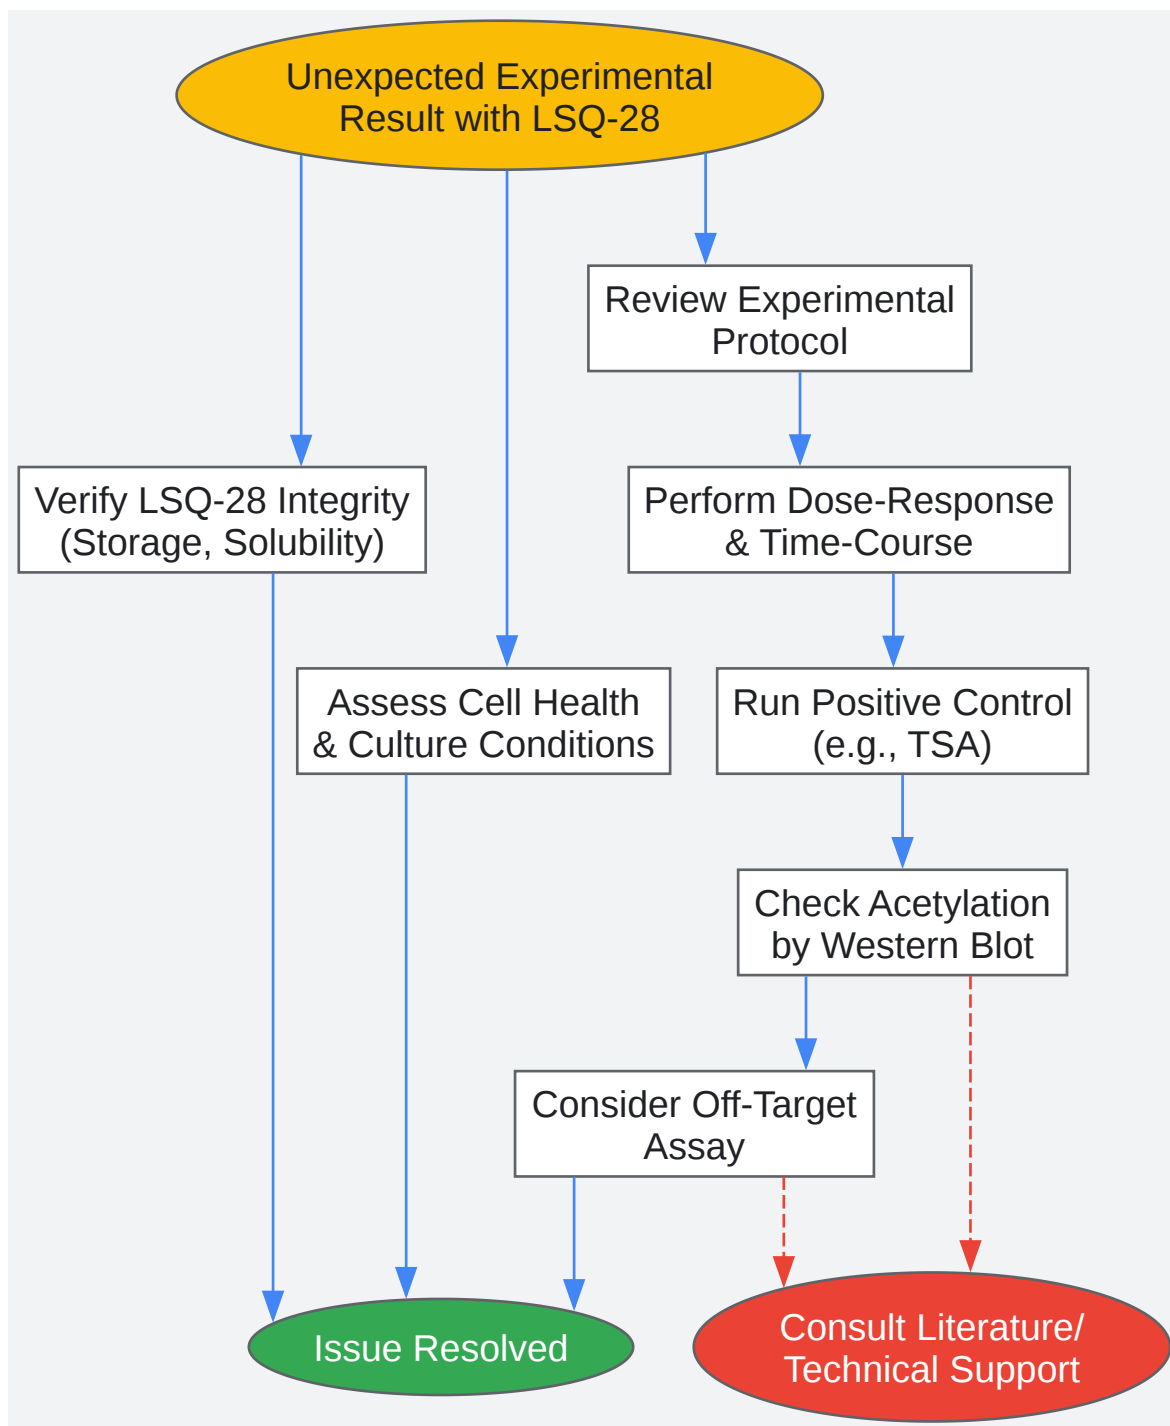 Unexpected Experimental
Result with LSQ-28
Review Experimental
Protocol
Verify LSQ-28 Integrity
(Storage, Solubility)
Perform Dose-Response
& Time-Course
Assess Cell Health
& Culture Conditions
Run Positive Control
(e.g., TSA)
Check Acetylation
by Western Blot
Consider Off-Target
Assay
Issue Resolved
Consult Literature/
Technical Support